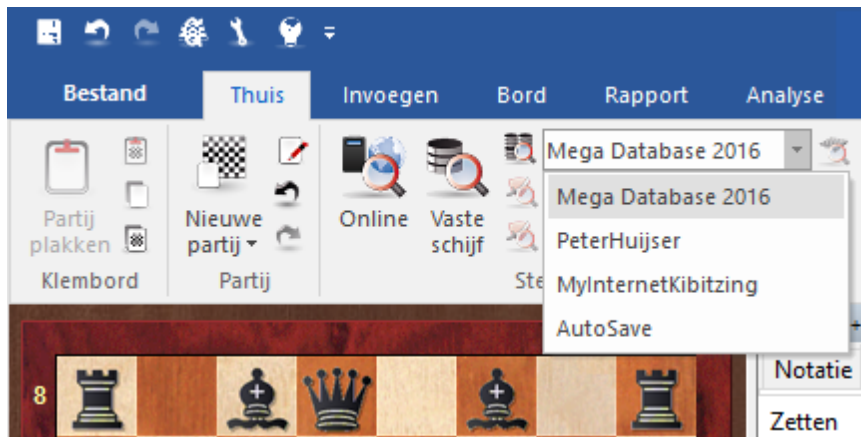 Bestand Thuis Invoegen Bord Rapport Analyse
Mega Database 2016
Partij plakken
Nieuwe partij
Online
Vaste schijf
Mega Database 2016
PeterHuijser
MyInternetKibitzing
AutoSave
Klembord Partij Ste
Notatie
8
Zetten